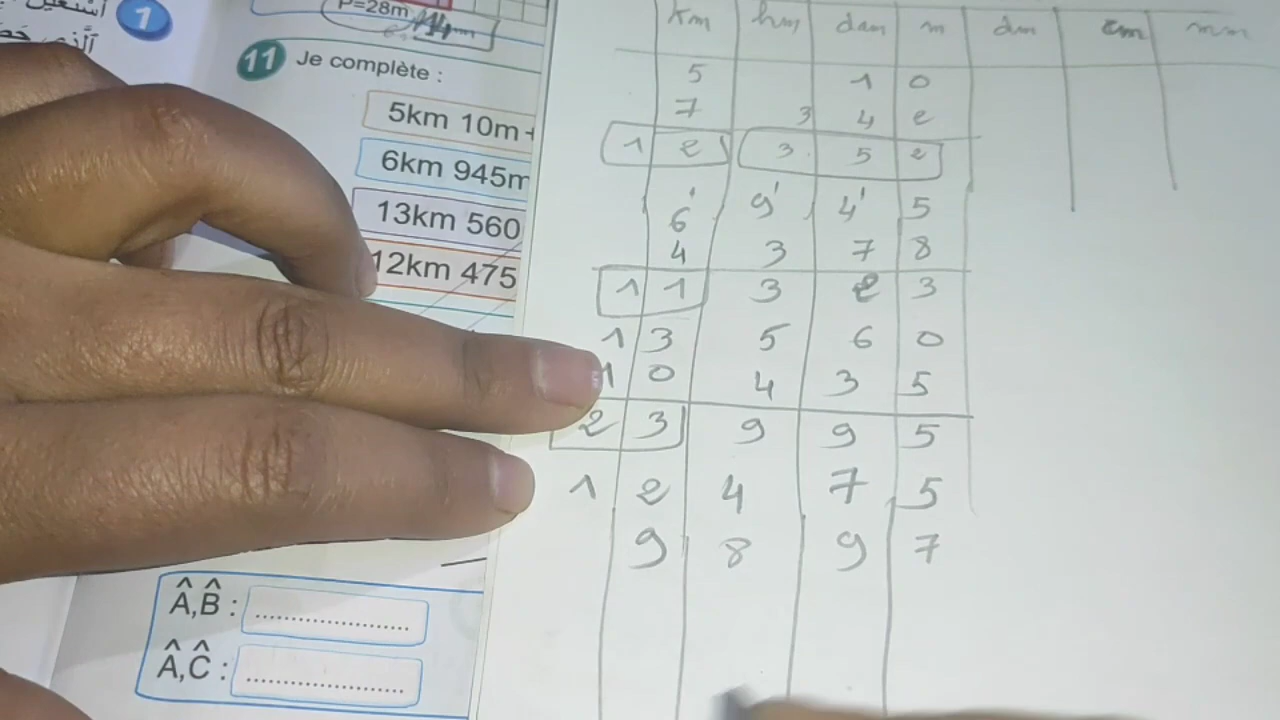 1
P=28m
11 Je complète :
5km 10m+
6km 945m
13km 560
12km 475
Â,B̂ : ....................
Â,Ĉ : ....................
km hm dam m dm cm mm
5 1 0
7 3 4 2
1 2 3 5 2
6 9 4 5
4 3 7 8
1 1 3 2 3
1 3 5 6 0
1 0 4 3 5
2 3 9 9 5
1 2 4 7 5
9 8 9 7